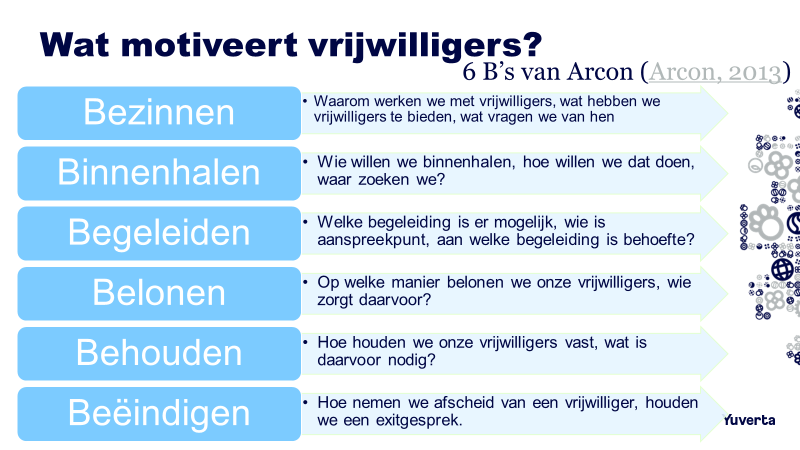 Wat motiveert vrijwilligers?
6 B’s van Arcon (Arcon, 2013)
Bezinnen
• Waarom werken we met vrijwilligers, wat hebben we
vrijwilligers te bieden, wat vragen we van hen
Binnenhalen
• Wie willen we binnenhalen, hoe willen we dat doen,
waar zoeken we?
Begeleiden
• Welke begeleiding is er mogelijk, wie is
aanspreekpunt, aan welke begeleiding is behoefte?
Belonen
• Op welke manier belonen we onze vrijwilligers, wie
zorgt daarvoor?
Behouden
• Hoe houden we onze vrijwilligers vast, wat is
daarvoor nodig?
Beëindigen
• Hoe nemen we afscheid van een vrijwilliger, houden
we een exitgesprek.
Yuverta